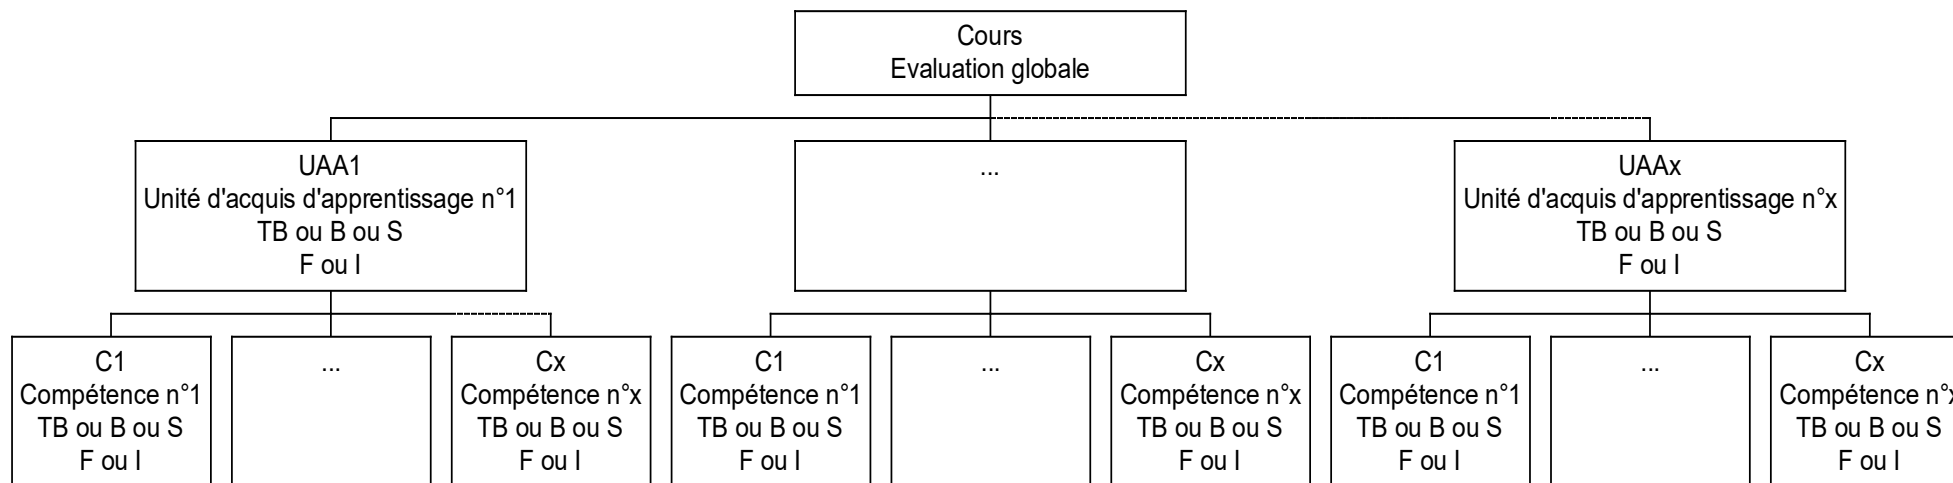 Cours
Evaluation globale
UAA1
Unité d'acquis d'apprentissage n°1
TB ou B ou S
F ou I
...
UAAx
Unité d'acquis d'apprentissage n°x
TB ou B ou S
F ou I
C1
Compétence n°1
TB ou B ou S
F ou I
...
Cx
Compétence n°x
TB ou B ou S
F ou I
C1
Compétence n°1
TB ou B ou S
F ou I
...
Cx
Compétence n°x
TB ou B ou S
F ou I
C1
Compétence n°1
TB ou B ou S
F ou I
...
Cx
Compétence n°x
TB ou B ou S
F ou I